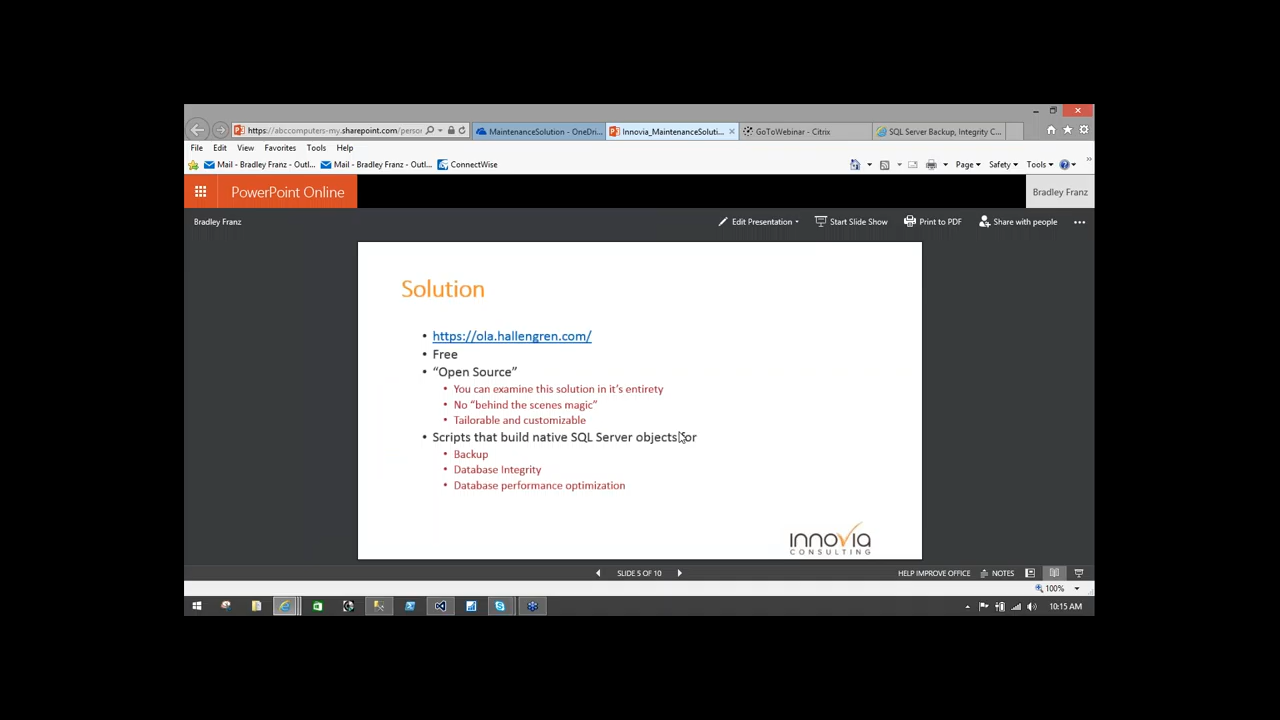 https://abccomputers-my.sharepoint.com/perso
MaintenanceSolution - OneDri...
Innovia_MaintenanceSoluti...
GoToWebinar - Citrix
SQL Server Backup, Integrity C...
File Edit View Favorites Tools Help
Mail - Bradley Franz - Outl... Mail - Bradley Franz - Outl... ConnectWise
Page Safety Tools
PowerPoint Online
Bradley Franz
Bradley Franz
Edit Presentation Start Slide Show Print to PDF Share with people
Solution
• https://ola.hallengren.com/
• Free
• “Open Source”
• You can examine this solution in it’s entirety
• No “behind the scenes magic”
• Tailorable and customizable
• Scripts that build native SQL Server objects for
• Backup
• Database Integrity
• Database performance optimization
innovia
CONSULTING
SLIDE 5 OF 10
HELP IMPROVE OFFICE NOTES
100%
10:15 AM